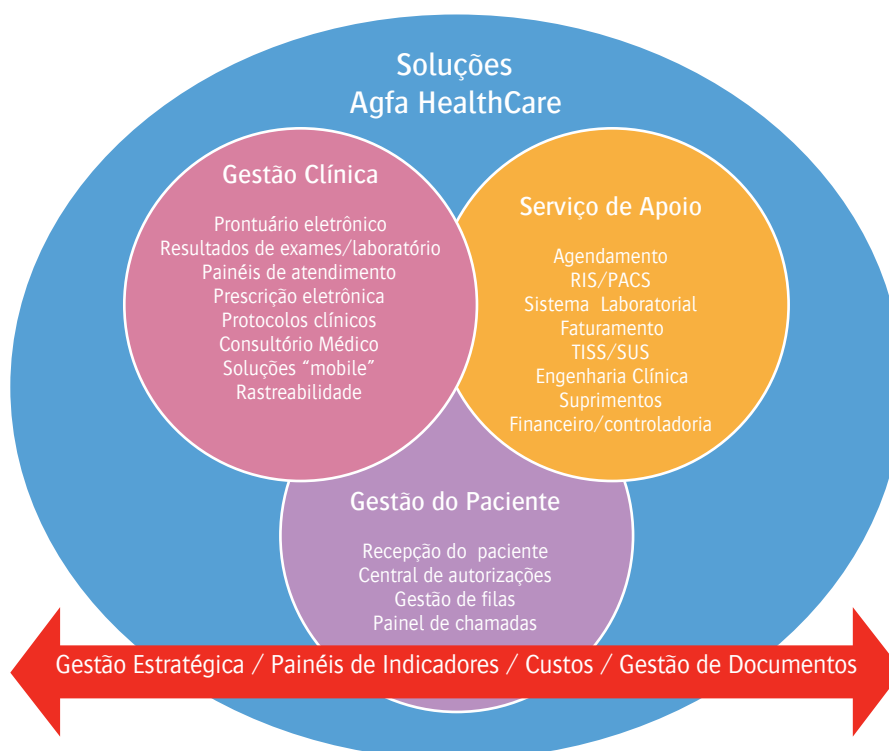 Soluções
Agfa HealthCare
Gestão Clínica
Prontuário eletrônico
Resultados de exames/laboratório
Painéis de atendimento
Prescrição eletrônica
Protocolos clínicos
Consultório Médico
Soluções “mobile”
Rastreabilidade
Serviço de Apoio
Agendamento
RIS/PACS
Sistema Laboratorial
Faturamento
TISS/SUS
Engenharia Clínica
Suprimentos
Financeiro/controladoria
Gestão do Paciente
Recepção do paciente
Central de autorizações
Gestão de filas
Painel de chamadas
Gestão Estratégica / Painéis de Indicadores / Custos / Gestão de Documentos